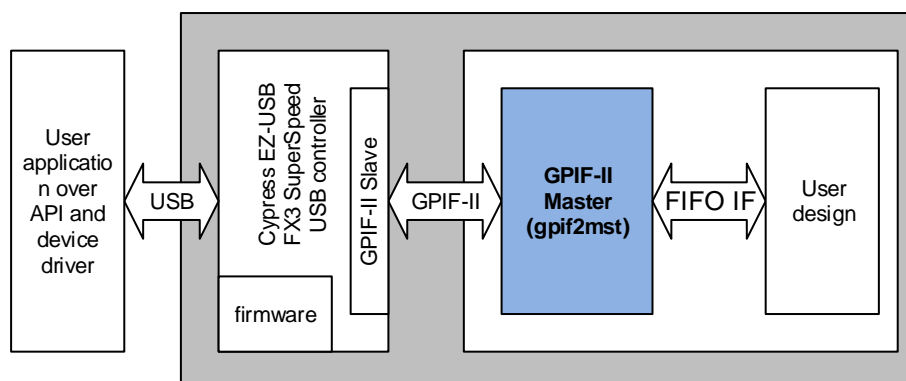 User
applicatio
n over
API and
device
driver
USB
Cypress EZ-USB
FX3 SuperSpeed
USB controller
firmware
GPIF-II Slave
GPIF-II
GPIF-II
Master
(gpif2mst)
FIFO IF
User
design